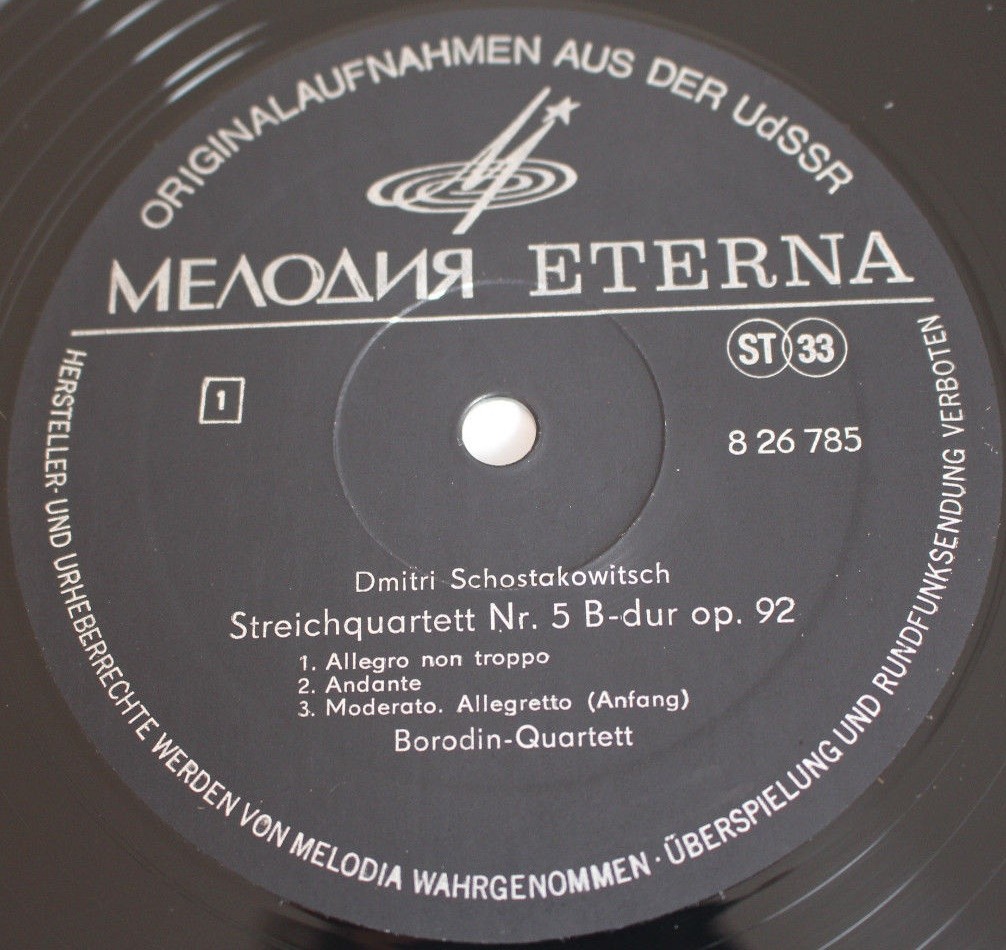 ORIGINALAUFNAHMEN AUS DER UdSSR
МЕЛОДИЯ ETERNA
ST 33
1
8 26 785
Dmitri Schostakowitsch
Streichquartett Nr. 5 B-dur op. 92
1. Allegro non troppo
2. Andante
3. Moderato. Allegretto (Anfang)
Borodin-Quartett
HERSTELLER- UND URHEBERRECHTE WERDEN VON MELODIA WAHRGENOMMEN · ÜBERSPIELUNG UND RUNDFUNKSENDUNG VERBOTEN